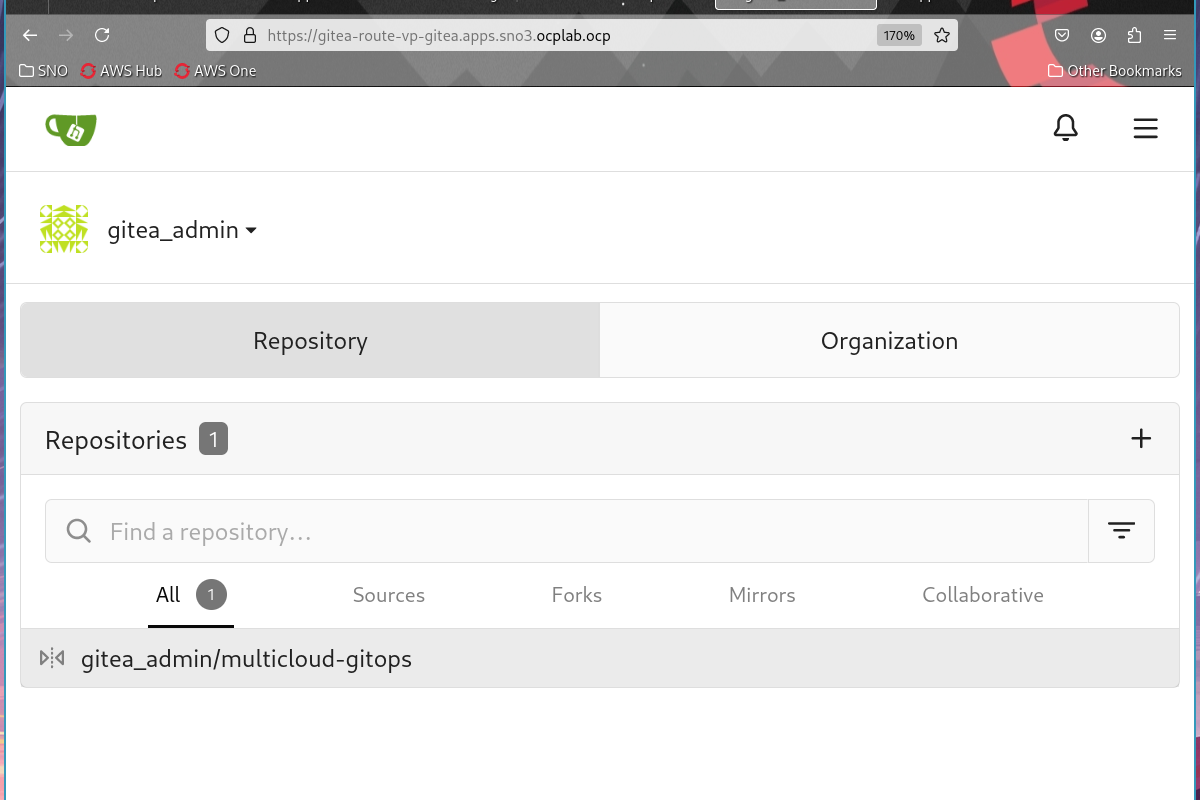 https://gitea-route-vp-gitea.apps.sno3.ocplab.ocp 170%
SNO AWS Hub AWS One Other Bookmarks
gitea_admin
Repository Organization
Repositories 1
Find a repository...
All 1 Sources Forks Mirrors Collaborative
gitea_admin/multicloud-gitops